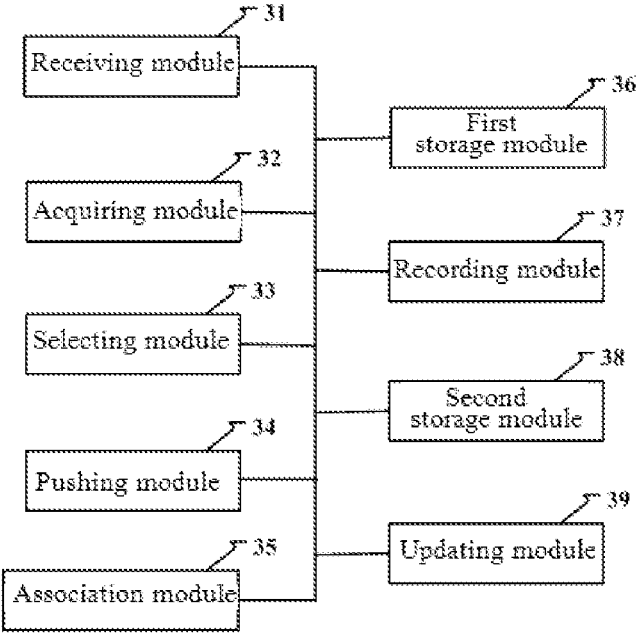 31
Receiving module
32
Acquiring module
33
Selecting module
34
Pushing module
35
Association module
36
First
storage module
37
Recording module
38
Second
storage module
39
Updating module